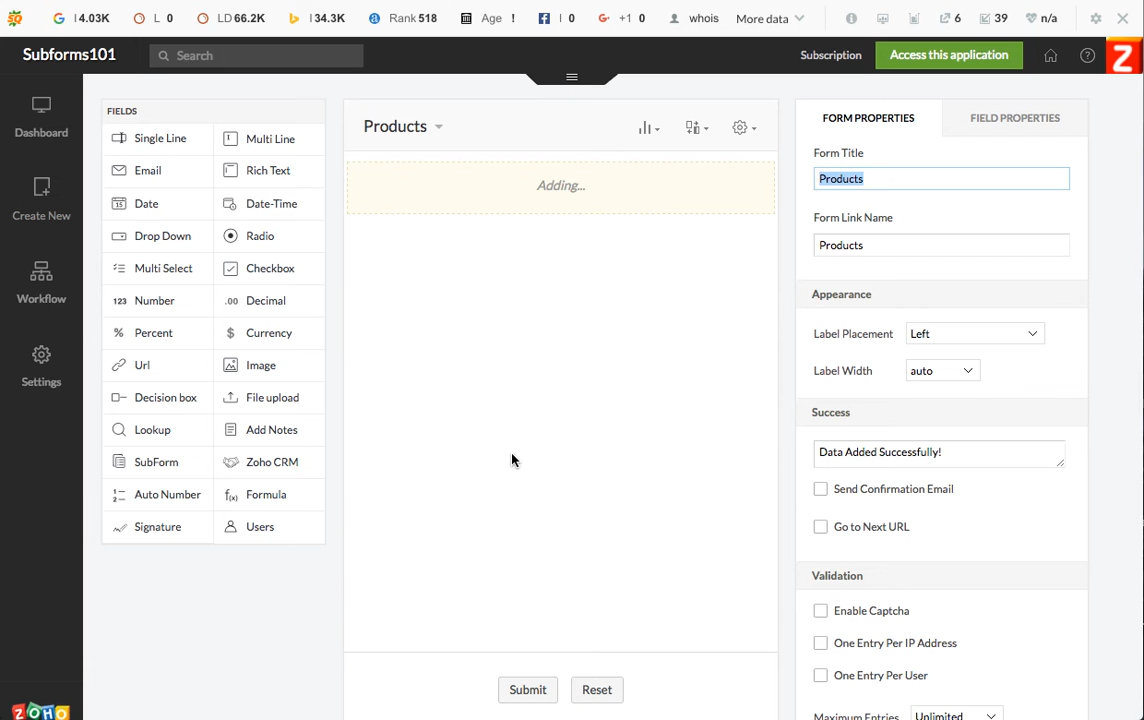 I 4.03K L 0 LD 66.2K I 34.3K Rank 518 Age ! I 0 +1 0 whois More data 6 39 n/a
Subforms101 Search Subscription Access this application
Dashboard
Create New
Workflow
Settings
ZOHO
FIELDS
Single Line Multi Line
Email Rich Text
Date Date-Time
Drop Down Radio
Multi Select Checkbox
123 Number .00 Decimal
% Percent $ Currency
Url Image
Decision box File upload
Lookup Add Notes
SubForm Zoho CRM
Auto Number f(x) Formula
Signature Users
Products
Adding...
Submit Reset
FORM PROPERTIES FIELD PROPERTIES
Form Title
Products
Form Link Name
Products
Appearance
Label Placement Left
Label Width auto
Success
Data Added Successfully!
Send Confirmation Email
Go to Next URL
Validation
Enable Captcha
One Entry Per IP Address
One Entry Per User
Maximum Entries Unlimited